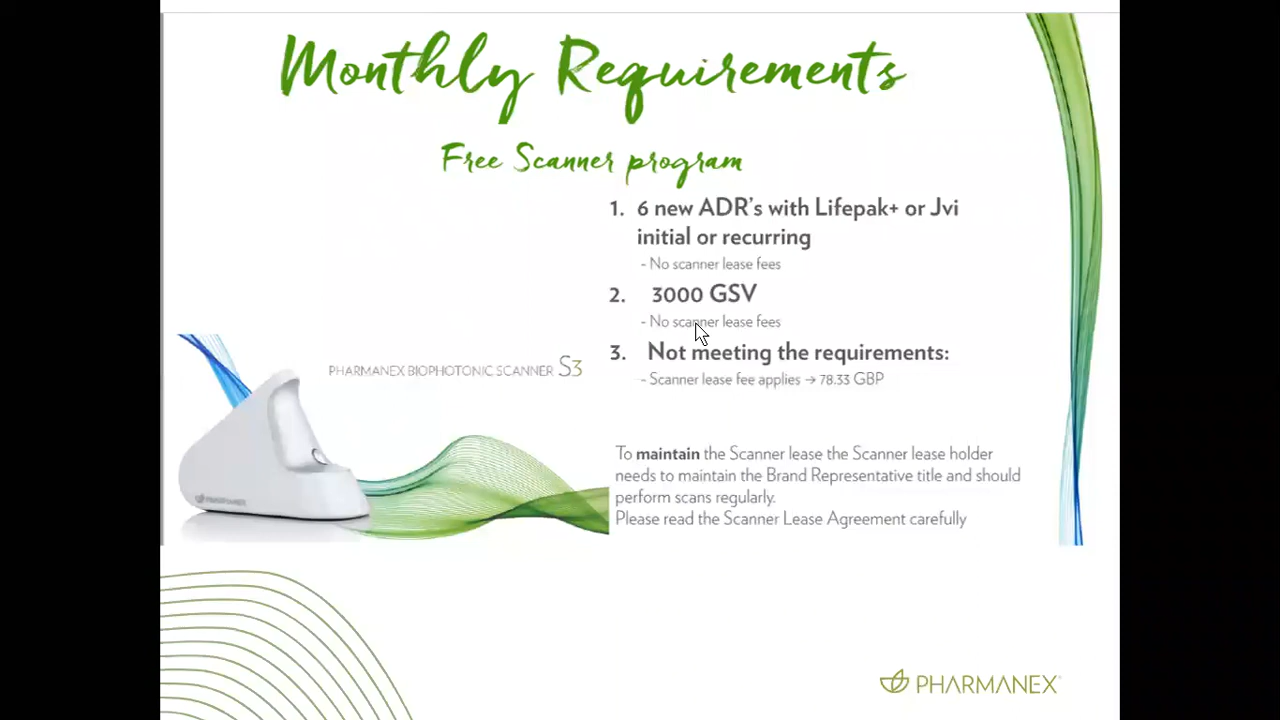 Monthly Requirements
Free Scanner program
1. 6 new ADR's with Lifepak+ or Jvi
initial or recurring
- No scanner lease fees
2. 3000 GSV
- No scanner lease fees
3. Not meeting the requirements:
- Scanner lease fee applies → 78.33 GBP
PHARMANEX BIOPHOTONIC SCANNER S3
To maintain the Scanner lease the Scanner lease holder
needs to maintain the Brand Representative title and should
perform scans regularly.
Please read the Scanner Lease Agreement carefully
PHARMANEX
PHARMANEX